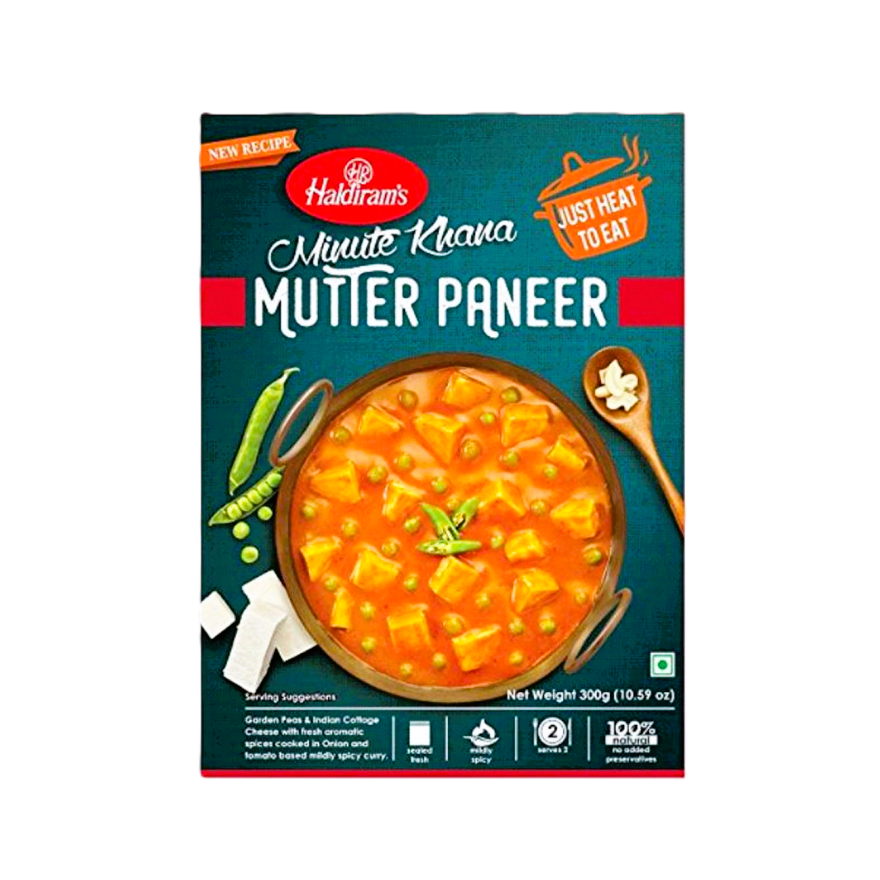 NEW RECIPE
HR
Haldiram's
Minute Khana
MUTTER PANEER
JUST HEAT
TO EAT
Serving Suggestions
Net Weight 300g (10.59 oz)
Garden Peas & Indian Cottage
Cheese with fresh aromatic
spices cooked in Onion and
tomato based mildly spicy curry.
sealed
fresh
mildly
spicy
2
serves 2
100%
natural
no added
preservatives